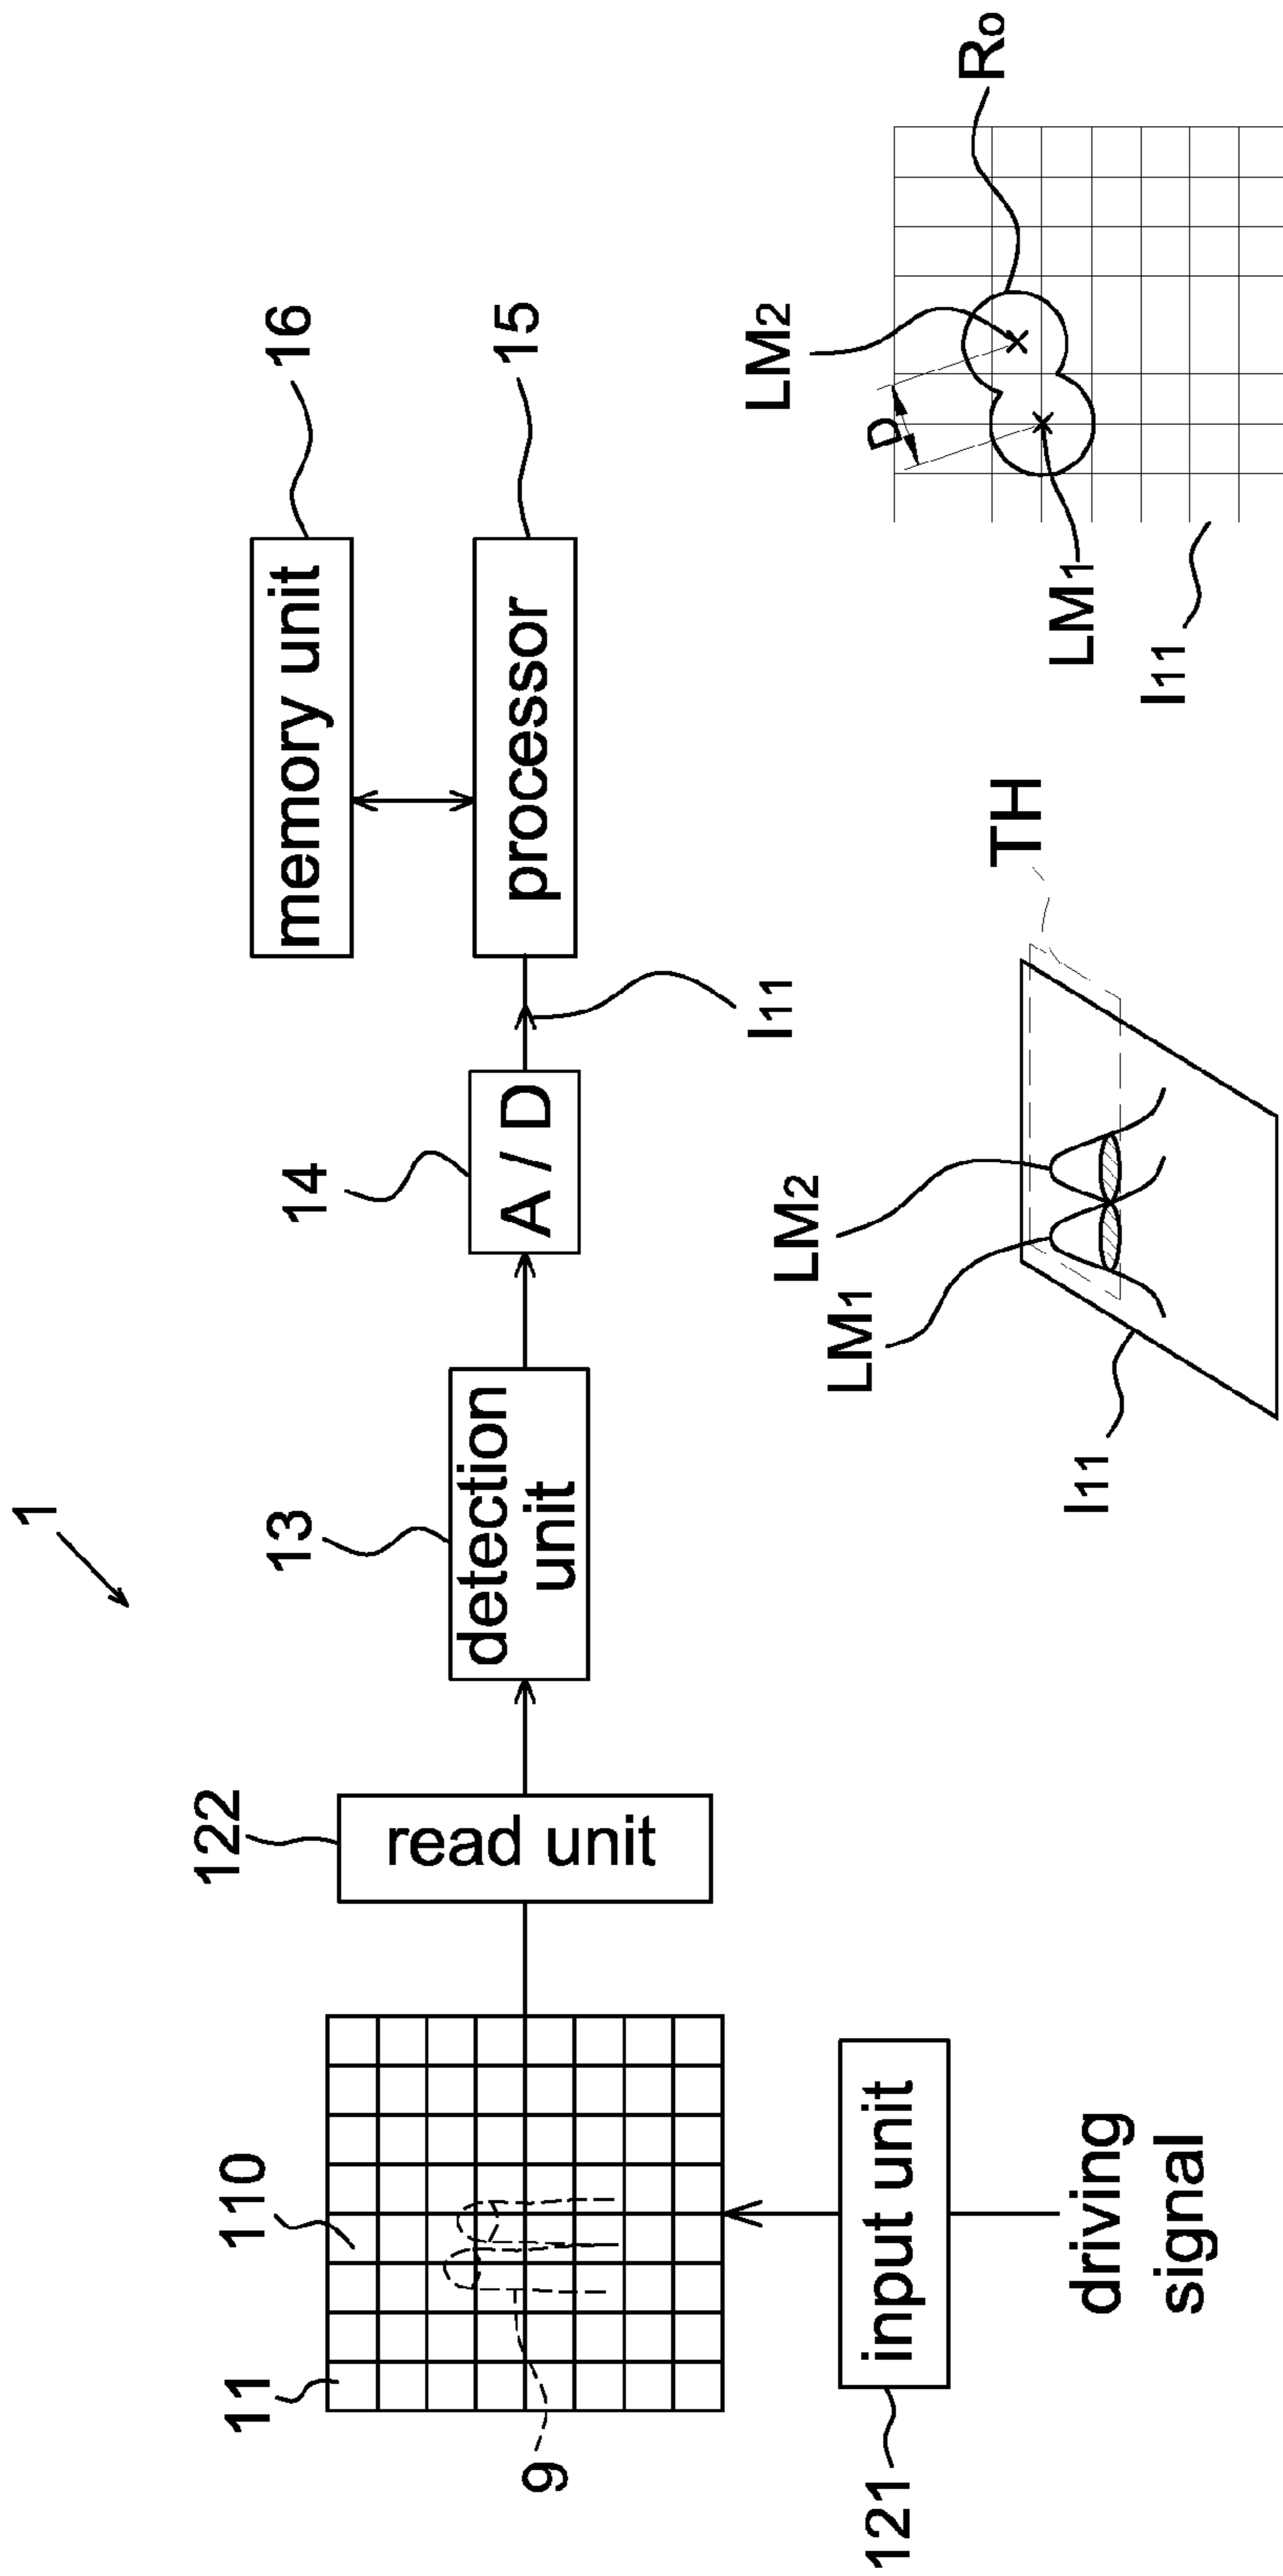 1
11
110
122
13
14
16
memory unit
15
read unit
detection
unit
A / D
processor
I11
9
121
input unit
driving
signal
LM1
LM2
I11
TH
D
LM2
LM1
I11
Ro